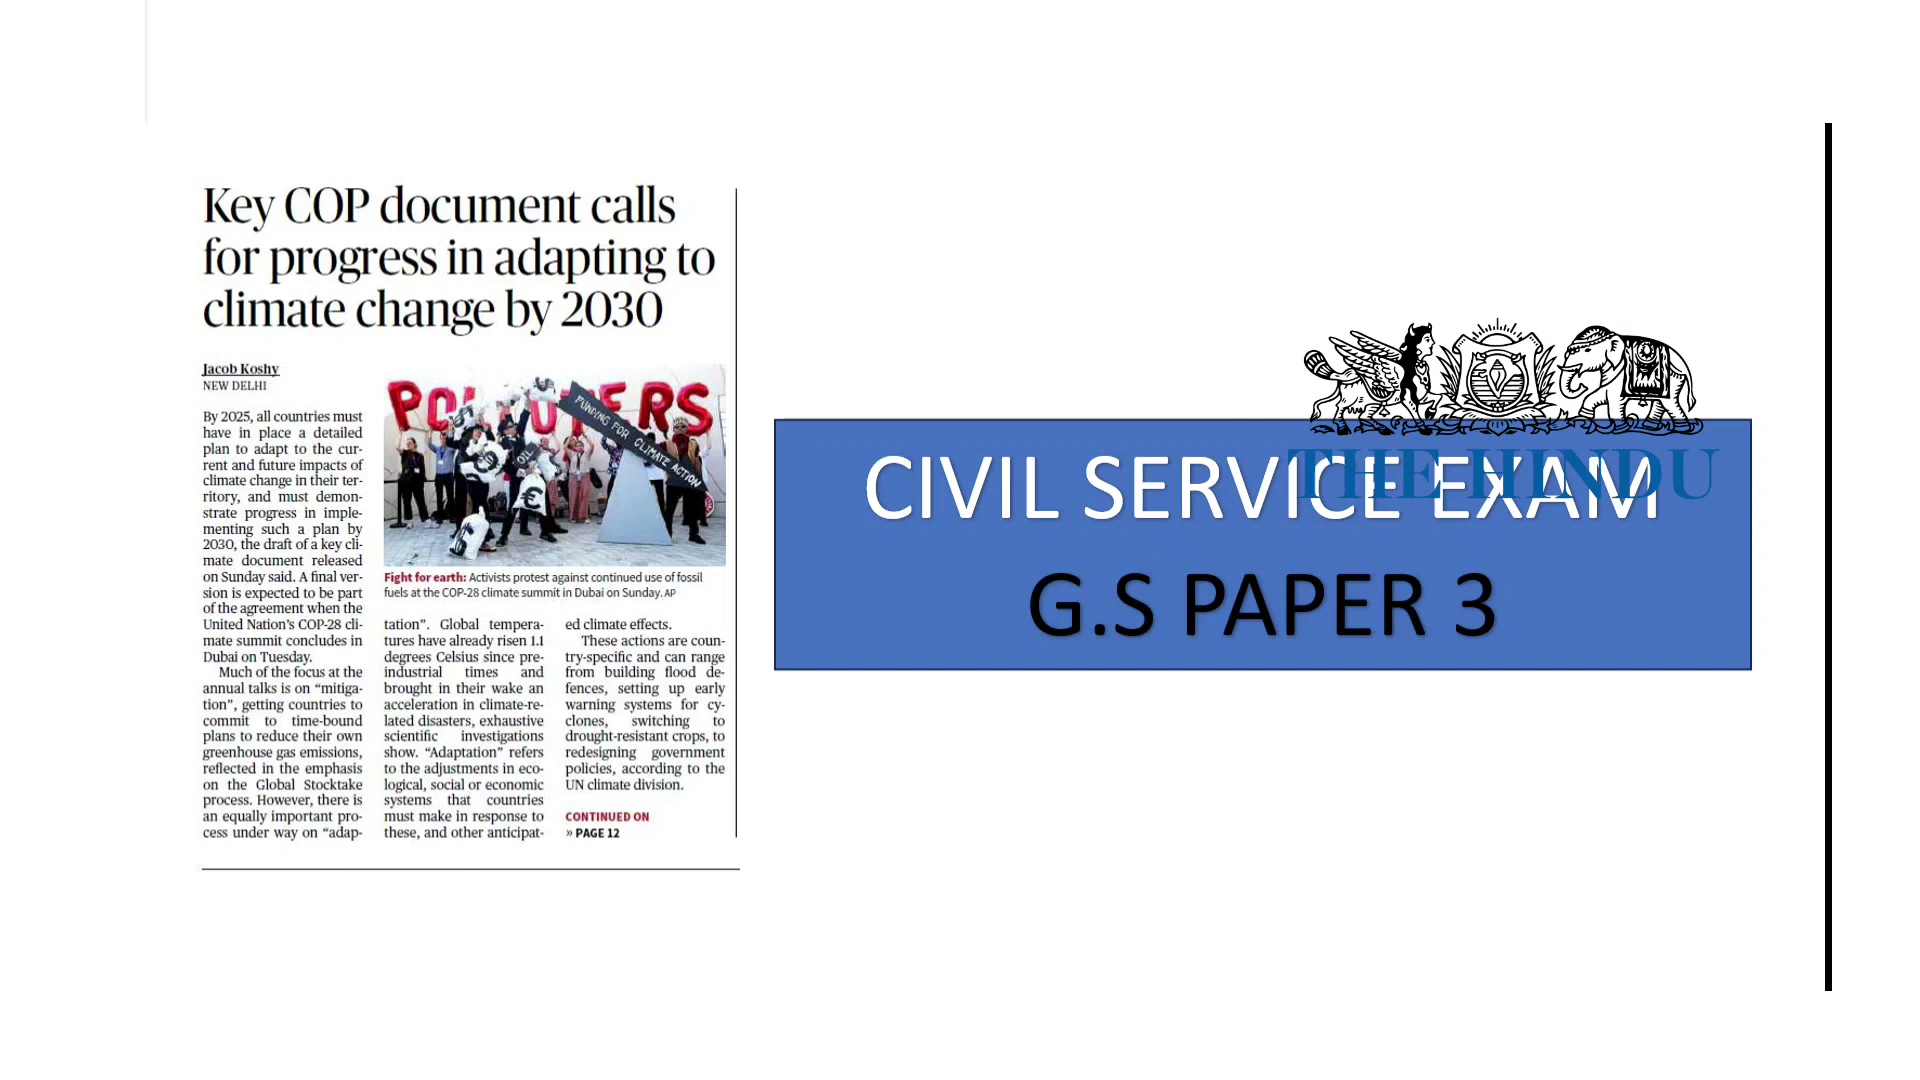 Key COP document calls
for progress in adapting to
climate change by 2030
Jacob Koshy
NEW DELHI
By 2025, all countries must
have in place a detailed
plan to adapt to the cur-
rent and future impacts of
climate change in their ter-
ritory, and must demon-
strate progress in imple-
menting such a plan by
2030, the draft of a key cli-
mate document released
on Sunday said. A final ver-
sion is expected to be part
of the agreement when the
United Nation's COP-28 cli-
mate summit concludes in
Dubai on Tuesday.
Much of the focus at the
annual talks is on “mitiga-
tion”, getting countries to
commit to time-bound
plans to reduce their own
greenhouse gas emissions,
reflected in the emphasis
on the Global Stocktake
process. However, there is
an equally important pro-
cess under way on “adap-
FUNDING FOR CLIMATE ACTION
OIL
Fight for earth: Activists protest against continued use of fossil
fuels at the COP-28 climate summit in Dubai on Sunday. AP
tation”. Global tempera-
tures have already risen 1.1
degrees Celsius since pre-
industrial times and
brought in their wake an
acceleration in climate-re-
lated disasters, exhaustive
scientific investigations
show. “Adaptation” refers
to the adjustments in eco-
logical, social or economic
systems that countries
must make in response to
these, and other anticipat-
ed climate effects.
These actions are coun-
try-specific and can range
from building flood de-
fences, setting up early
warning systems for cy-
clones, switching to
drought-resistant crops, to
redesigning government
policies, according to the
UN climate division.
CONTINUED ON
» PAGE 12
THE HINDU
CIVIL SERVICE EXAM
G.S PAPER 3